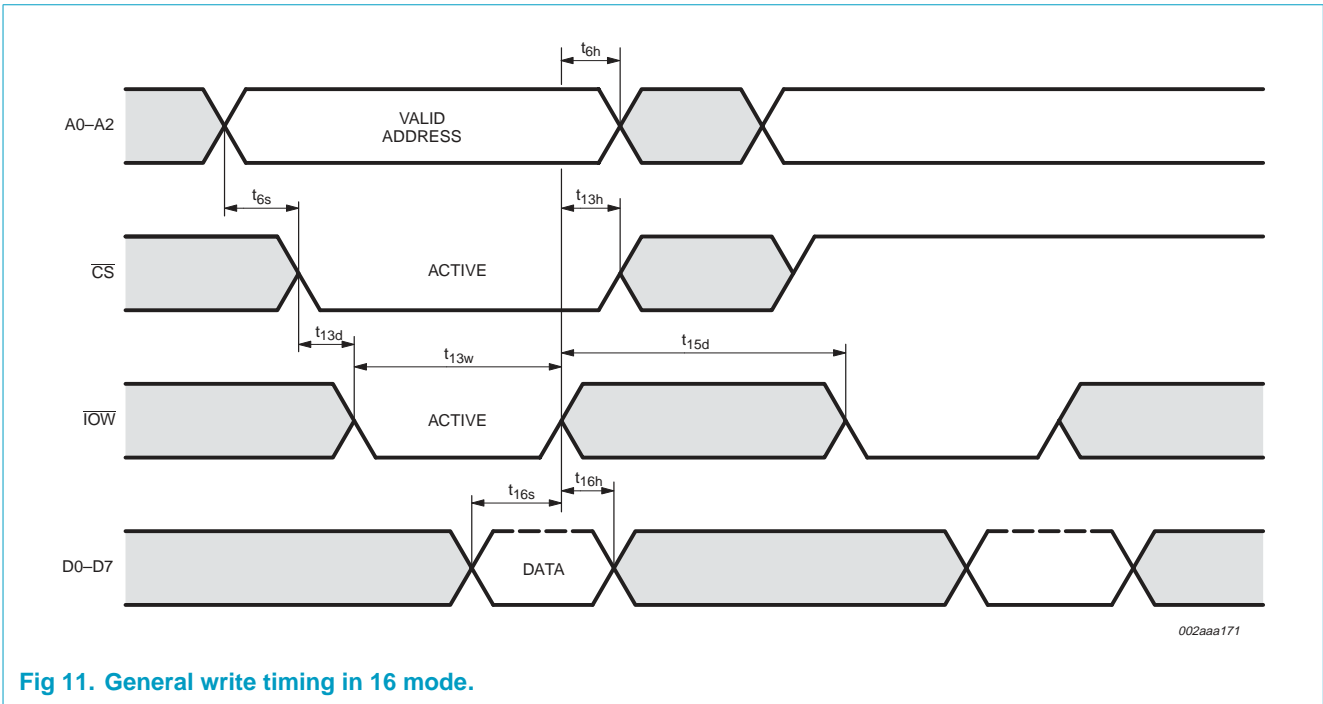 t6h
A0–A2
VALID
ADDRESS
t6s
t13h
CS
ACTIVE
t13d
t13w
t15d
IOW
ACTIVE
t16s
t16h
D0–D7
DATA
002aaa171
Fig 11. General write timing in 16 mode.